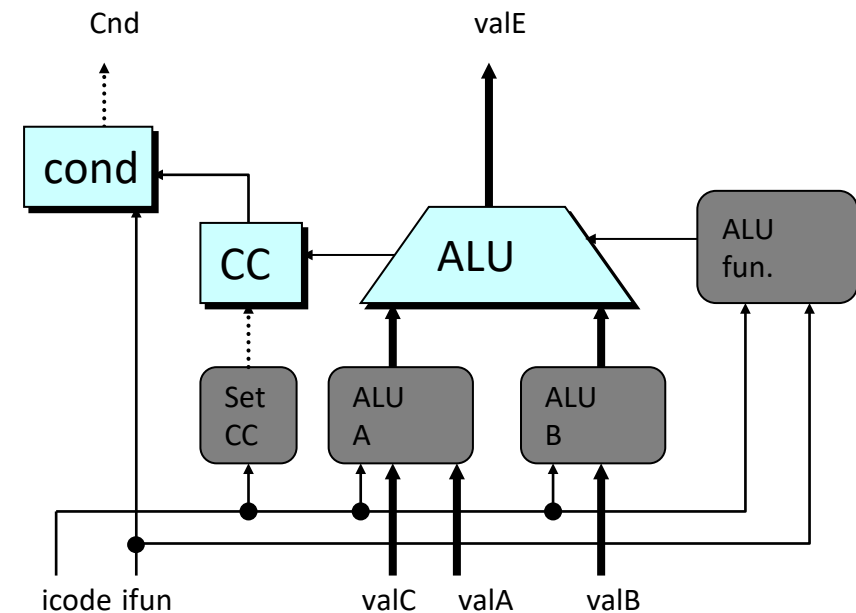 Cnd
valE
cond
CC
ALU
ALU
fun.
Set
CC
ALU
A
ALU
B
icode
ifun
valC
valA
valB